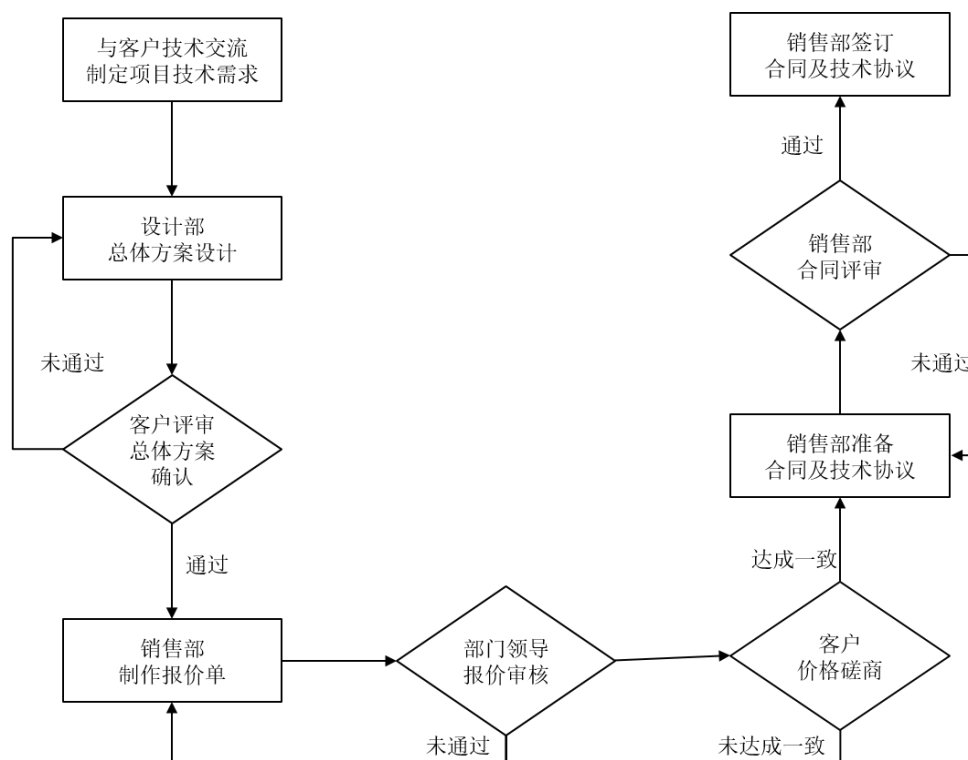 与客户技术交流
制定项目技术需求
设计部
总体方案设计
未通过
客户评审
总体方案
确认
通过
销售部
制作报价单
部门领导
报价审核
未通过
客户
价格磋商
未达成一致
达成一致
销售部准备
合同及技术协议
未通过
销售部
合同评审
通过
销售部签订
合同及技术协议